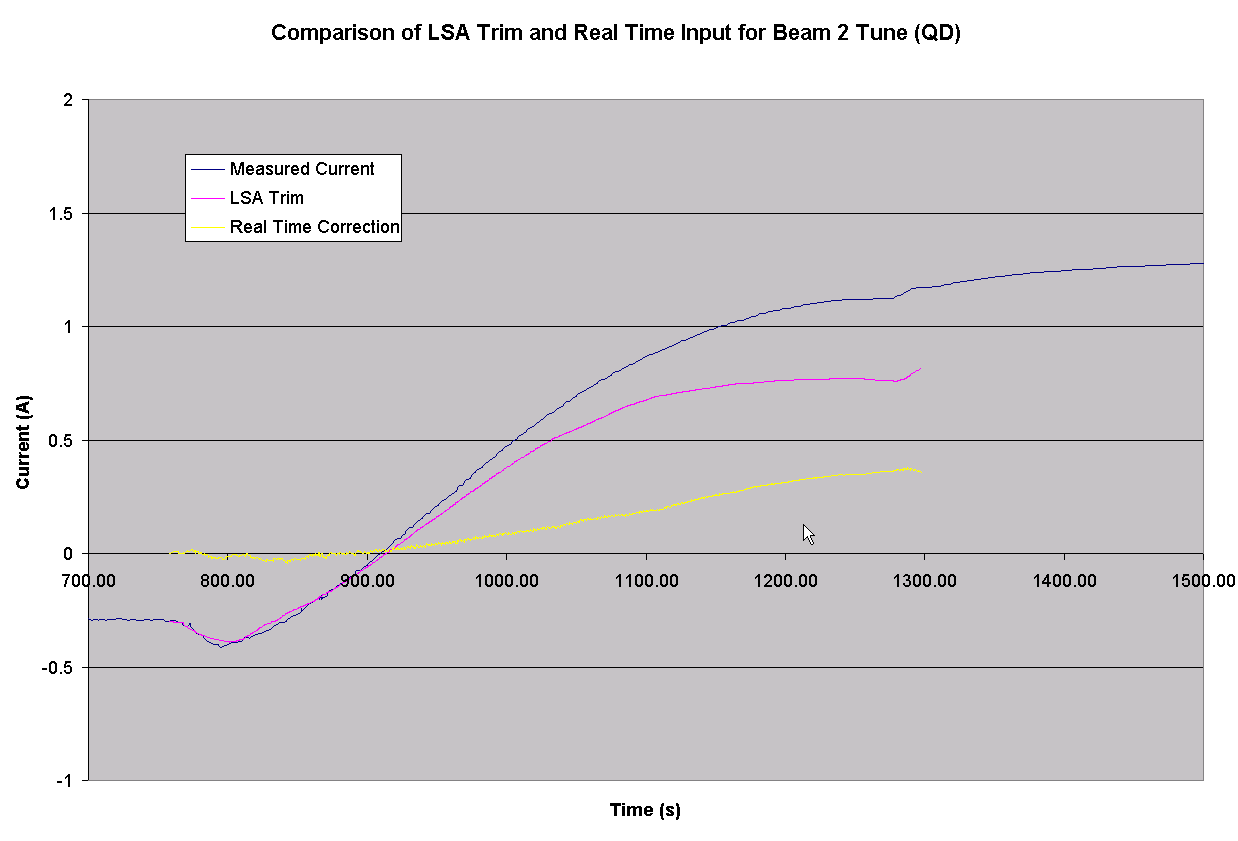 Comparison of LSA Trim and Real Time Input for Beam 2 Tune (QD)
2
Measured Current
LSA Trim
Real Time Correction
1.5
1
0.5
0
-0.5
-1
Current (A)
700.00 800.00 900.00 1000.00 1100.00 1200.00 1300.00 1400.00 1500.00
Time (s)